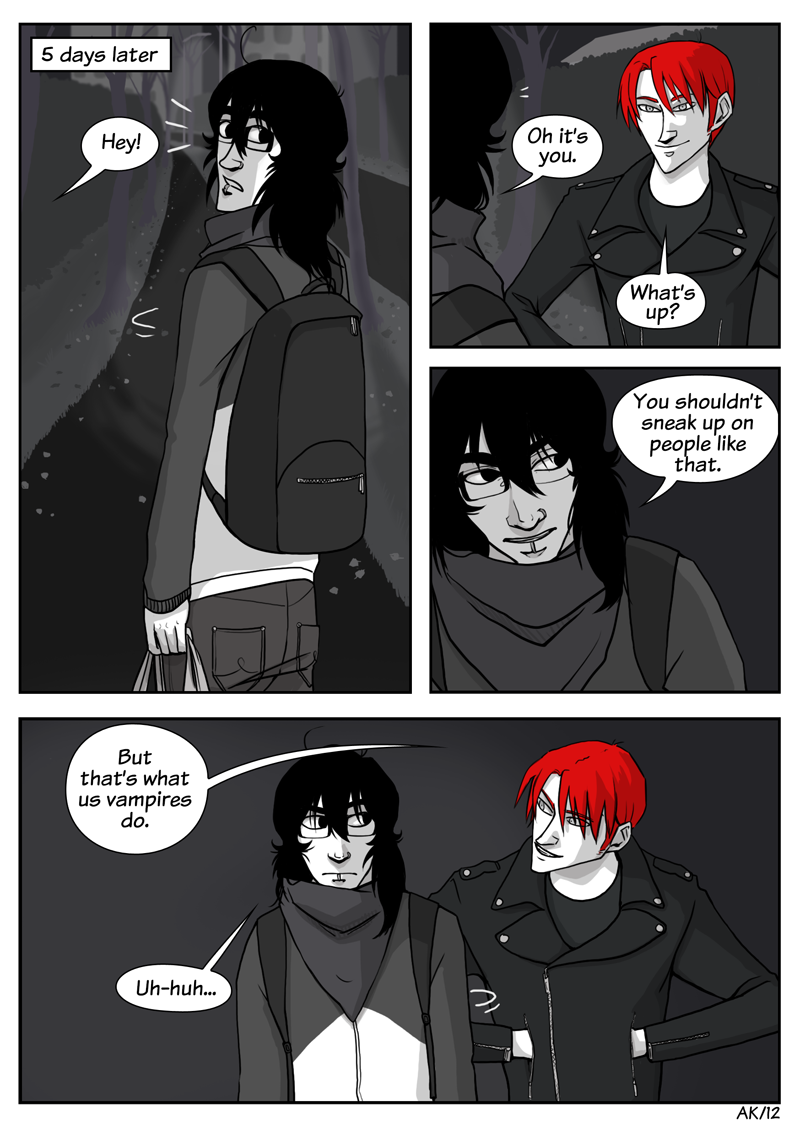 5 days later
Hey!
Oh it's
you.
What's
up?
You shouldn't
sneak up on
people like
that.
But
that's what
us vampires
do.
Uh-huh...
AK/12